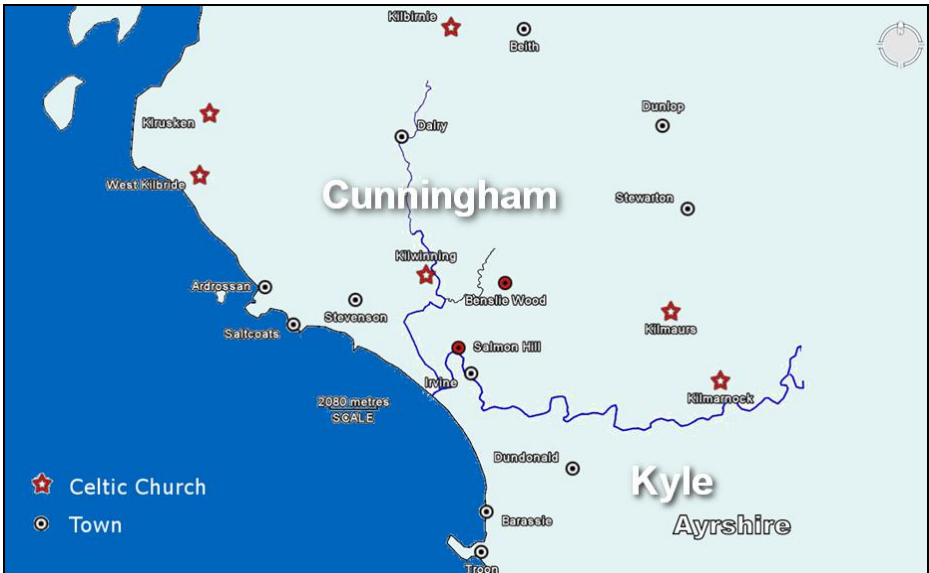 Kilbirnie
Beith
Dunlop
Kirusken
Dalry
West Kilbride
Cunningham
Stewarton
Kilwinning
Ardrossan
Benslie Wood
Stevenson
Saltcoats
Kilmaurs
Salmon Hill
Irvine
2080 metres
SCALE
Kilmarnock
Dundonald
Kyle
Celtic Church
Town
Barassie
Ayrshire
Troon